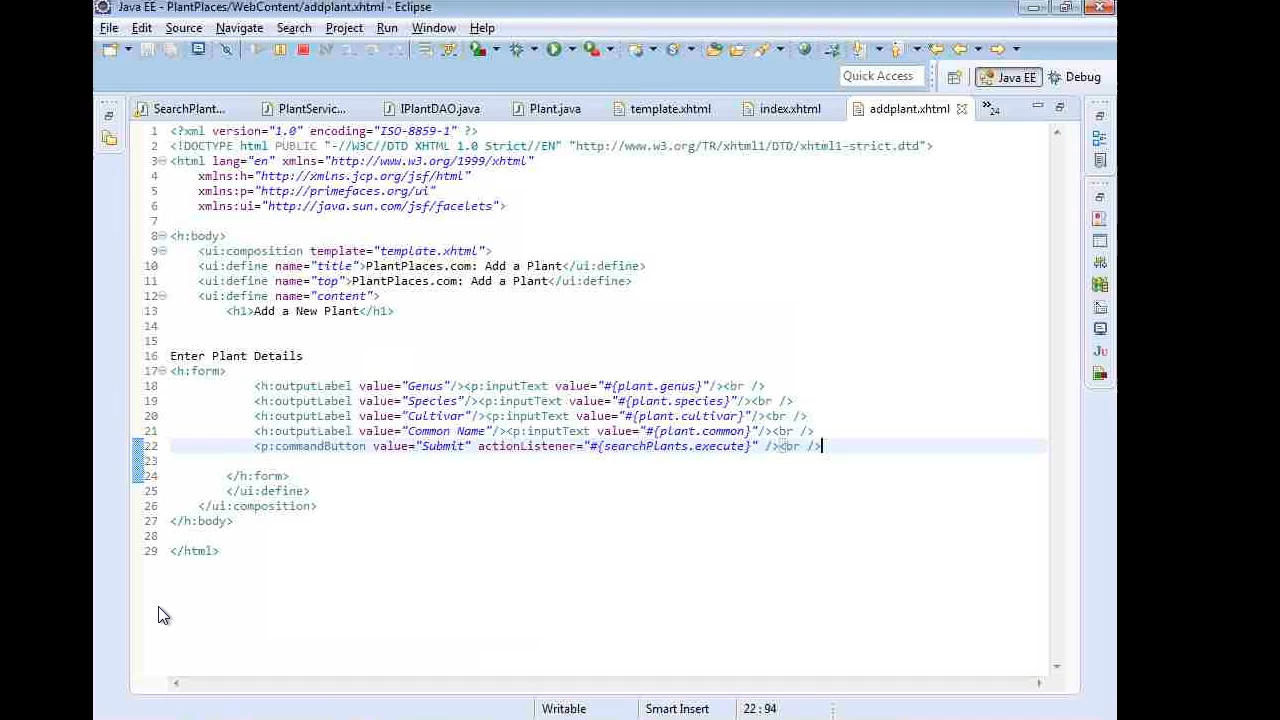 Java EE - PlantPlaces/WebContent/addplant.xhtml - Eclipse
File Edit Source Navigate Search Project Run Window Help
Quick Access Java EE Debug
SearchPlant... PlantServic... IPlantDAO.java Plant.java template.xhtml index.xhtml addplant.xhtml »24
1 <?xml version="1.0" encoding="ISO-8859-1" ?>
2 <!DOCTYPE html PUBLIC "-//W3C//DTD XHTML 1.0 Strict//EN" "http://www.w3.org/TR/xhtml1/DTD/xhtml1-strict.dtd">
3 <html lang="en" xmlns="http://www.w3.org/1999/xhtml"
4 xmlns:h="http://xmlns.jcp.org/jsf/html"
5 xmlns:p="http://primefaces.org/ui"
6 xmlns:ui="http://java.sun.com/jsf/facelets">
7
8 <h:body>
9 <ui:composition template="template.xhtml">
10 <ui:define name="title">PlantPlaces.com: Add a Plant</ui:define>
11 <ui:define name="top">PlantPlaces.com: Add a Plant</ui:define>
12 <ui:define name="content">
13 <h1>Add a New Plant</h1>
14
15
16 Enter Plant Details
17 <h:form>
18 <h:outputLabel value="Genus"/><p:inputText value="#{plant.genus}"/><br />
19 <h:outputLabel value="Species"/><p:inputText value="#{plant.species}"/><br />
20 <h:outputLabel value="Cultivar"/><p:inputText value="#{plant.cultivar}"/><br />
21 <h:outputLabel value="Common Name"/><p:inputText value="#{plant.common}"/><br />
22 <p:commandButton value="Submit" actionListener="#{searchPlants.execute}" /><br />
23
24 </h:form>
25 </ui:define>
26 </ui:composition>
27 </h:body>
28
29 </html>
Writable Smart Insert 22 : 94